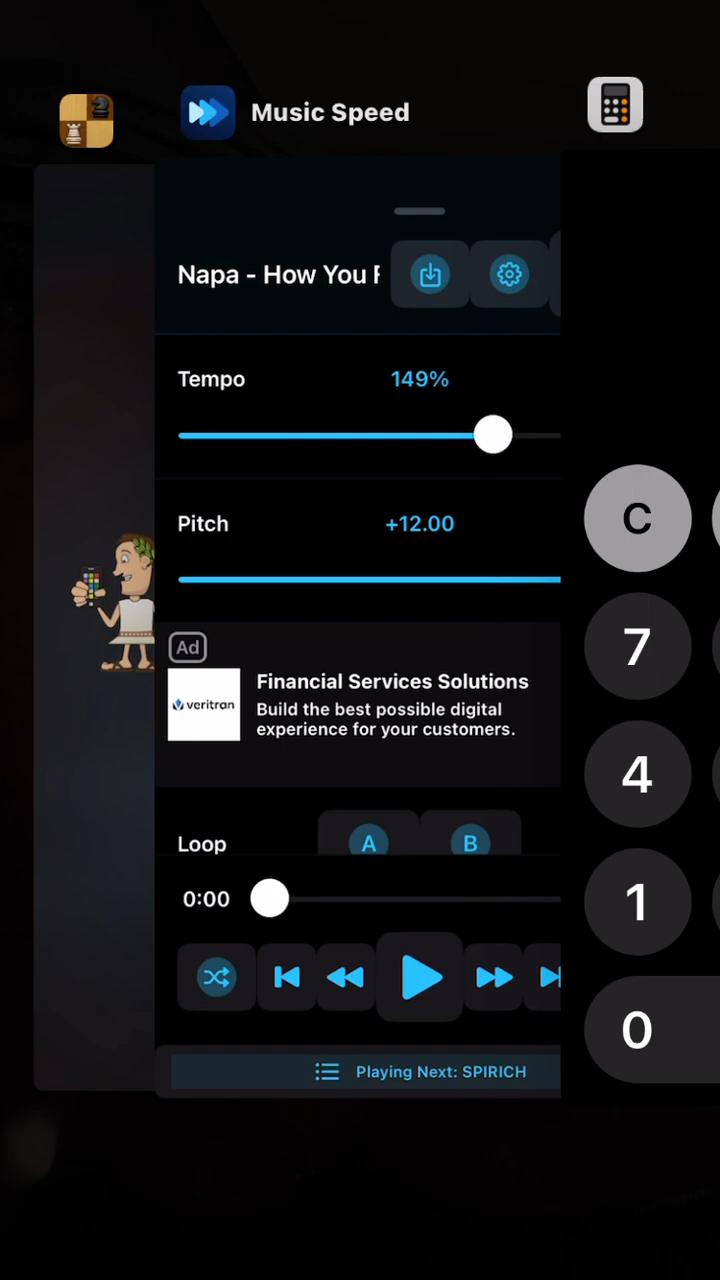 Music Speed
Napa - How You F
Tempo
149%
Pitch
+12.00
Ad
veritran
Financial Services Solutions
Build the best possible digital
experience for your customers.
Loop
A
B
0:00
Playing Next: SPIRICH
C
7
4
1
0